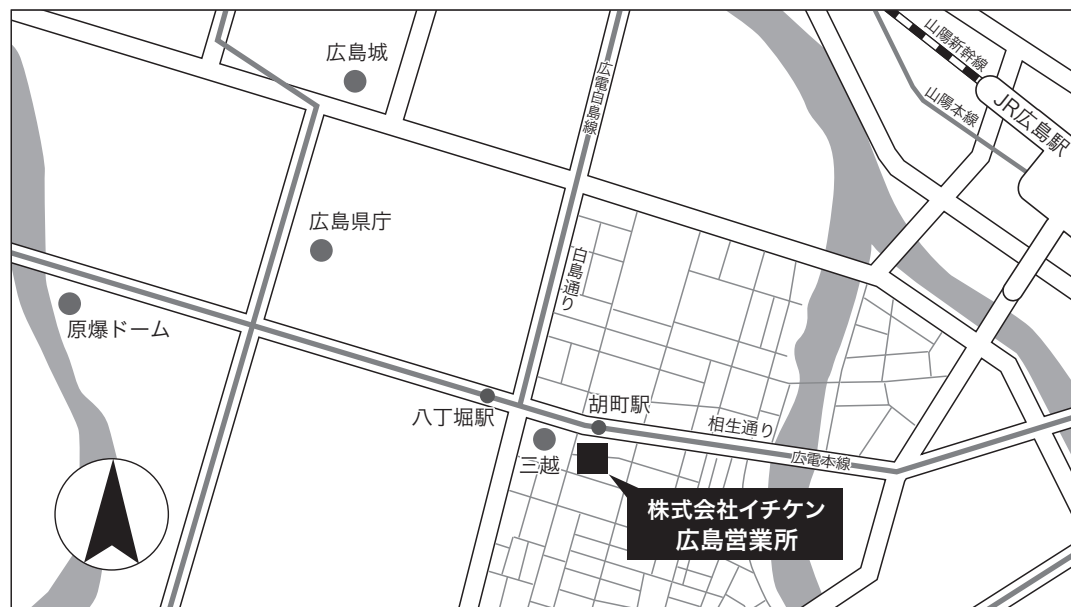 広島城
広電白島線
山陽新幹線
山陽本線
JR広島駅
広島県庁
白島通り
原爆ドーム
八丁堀駅
胡町駅
相生通り
三越
広電本線
株式会社イチケン
広島営業所